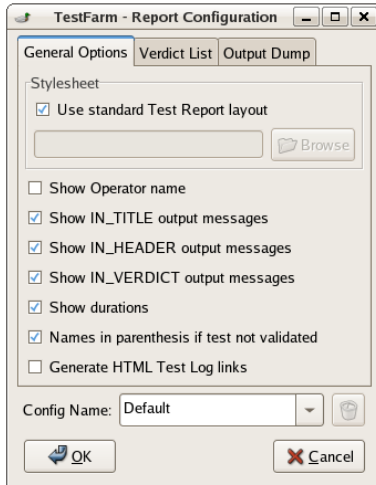 TestFarm - Report Configuration
General Options Verdict List Output Dump
Stylesheet
Use standard Test Report layout
Browse
Show Operator name
Show IN_TITLE output messages
Show IN_HEADER output messages
Show IN_VERDICT output messages
Show durations
Names in parenthesis if test not validated
Generate HTML Test Log links
Config Name: Default
OK Cancel